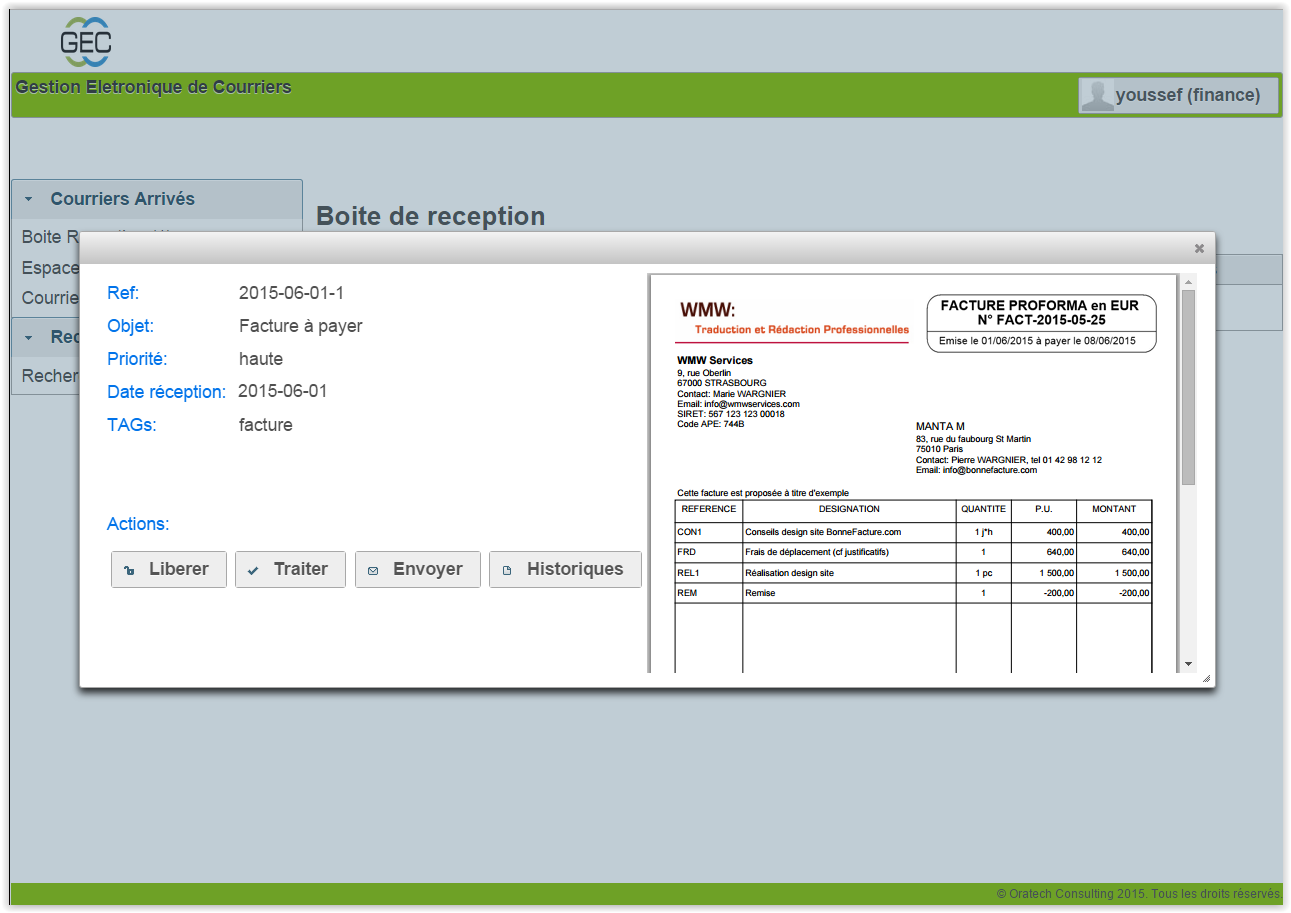 GEC
Gestion Eletronique de Courriers
youssef (finance)
Courriers Arrivés
Boite de reception
Boite
Espace
Ref: 2015-06-01-1
Objet: Facture à payer
Priorité: haute
Date réception: 2015-06-01
TAGs: facture
Actions:
Liberer Traiter Envoyer Historiques
WMW:
Traduction et Rédaction Professionnelles
FACTURE PROFORMA en EUR
N° FACT-2015-05-25
Emise le 01/06/2015 à payer le 08/06/2015
WMW Services
9, rue Oberlin
67000 STRASBOURG
Contact: Marie WARGNIER
Email: info@wmwservices.com
SIRET: 567 123 123 00018
Code APE: 744B
MANTA M
83, rue du faubourg St Martin
75010 Paris
Contact: Pierre WARGNIER, tel 01 42 98 12 12
Email: info@bonnefacture.com
Cette facture est proposée à titre d'exemple
REFERENCE DESIGNATION QUANTITE P.U. MONTANT
CON1 Conseils design site BonneFacture.com 1 j*h 400,00 400,00
FRD Frais de déplacement (cf justificatifs) 1 640,00 640,00
REL1 Réalisation design site 1 pc 1 500,00 1 500,00
REM Remise 1 -200,00 -200,00
© Oratech Consulting 2015. Tous les droits réservés.